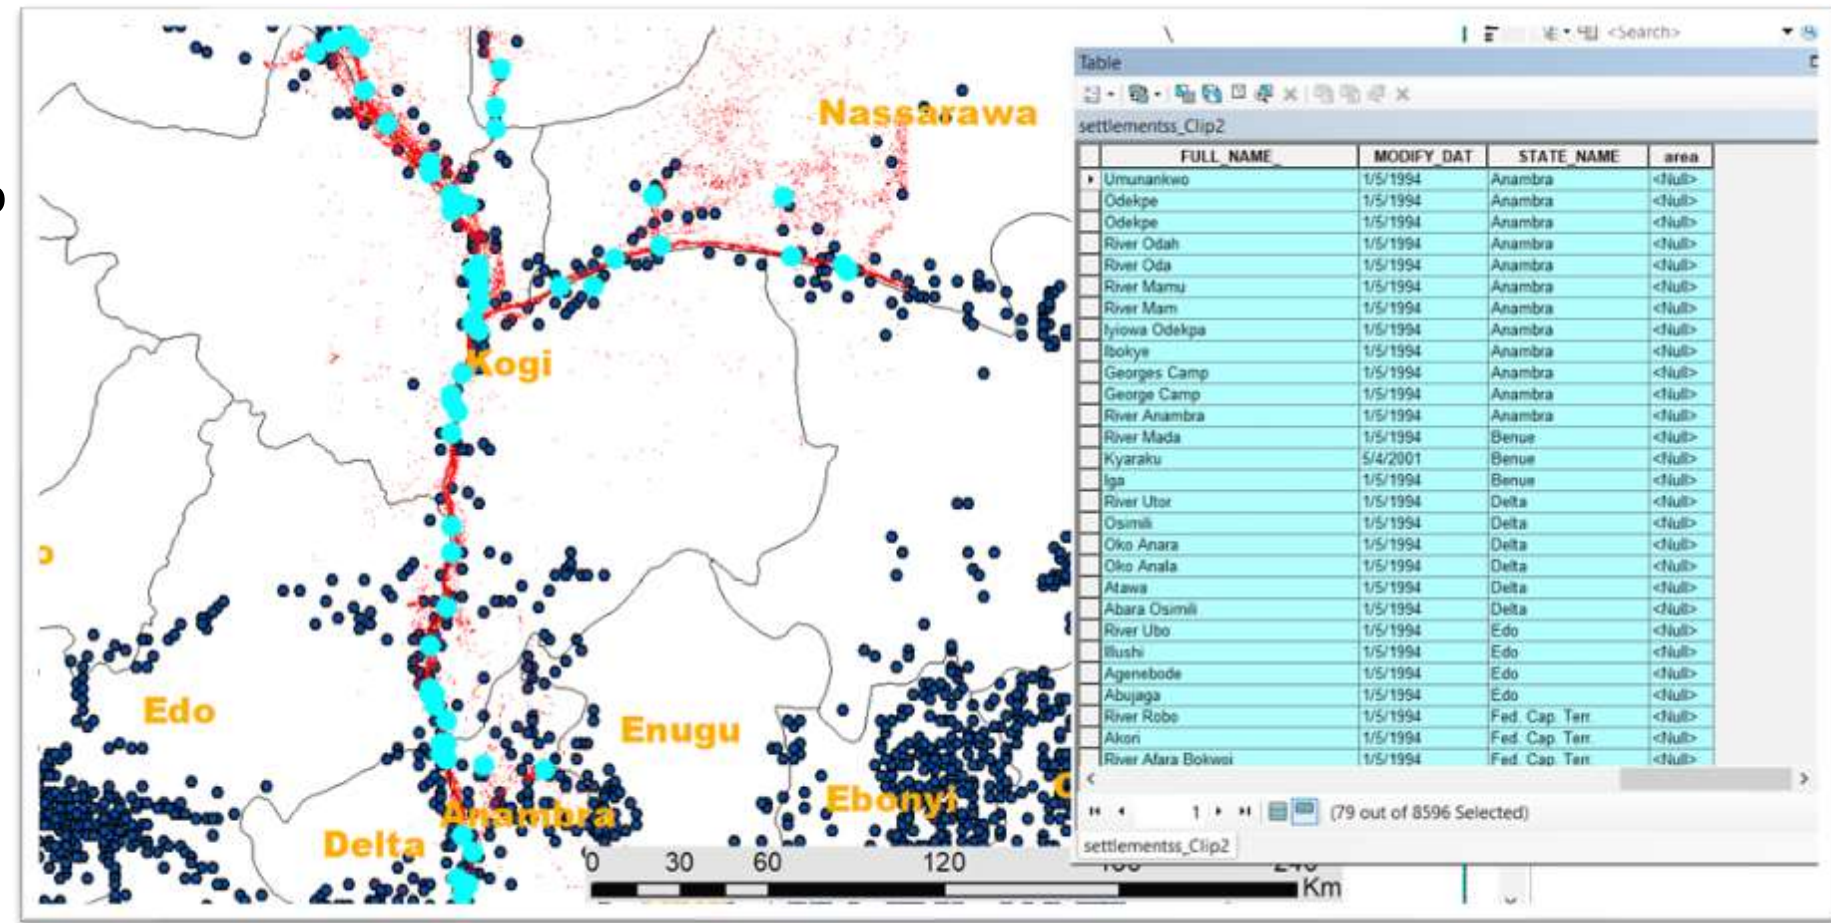 <Search>
Table
settlementss_Clip2
FULL_NAME_ MODIFY_DAT STATE_NAME area
Umunankwo 1/5/1994 Anambra <Null>
Odekpe 1/5/1994 Anambra <Null>
Odekpe 1/5/1994 Anambra <Null>
River Odah 1/5/1994 Anambra <Null>
River Oda 1/5/1994 Anambra <Null>
River Mamu 1/5/1994 Anambra <Null>
River Mam 1/5/1994 Anambra <Null>
Iyiowa Odekpa 1/5/1994 Anambra <Null>
Ibokye 1/5/1994 Anambra <Null>
Georges Camp 1/5/1994 Anambra <Null>
George Camp 1/5/1994 Anambra <Null>
River Anambra 1/5/1994 Anambra <Null>
River Mada 1/5/1994 Benue <Null>
Kyaraku 5/4/2001 Benue <Null>
Iga 1/5/1994 Benue <Null>
River Utor 1/5/1994 Delta <Null>
Osimili 1/5/1994 Delta <Null>
Oko Anara 1/5/1994 Delta <Null>
Oko Anala 1/5/1994 Delta <Null>
Atawa 1/5/1994 Delta <Null>
Abara Osimili 1/5/1994 Delta <Null>
River Ubo 1/5/1994 Edo <Null>
Illushi 1/5/1994 Edo <Null>
Agenebode 1/5/1994 Edo <Null>
Abujaga 1/5/1994 Edo <Null>
River Robo 1/5/1994 Fed. Cap. Terr. <Null>
Akori 1/5/1994 Fed. Cap. Terr. <Null>
River Afara Bokwoi 1/5/1994 Fed. Cap. Terr. <Null>
1 (79 out of 8596 Selected)
settlementss_Clip2
Nassarawa
Kogi
o
Edo
Enugu
Ebonyi
Anambra
Delta
0 30 60 120
Km